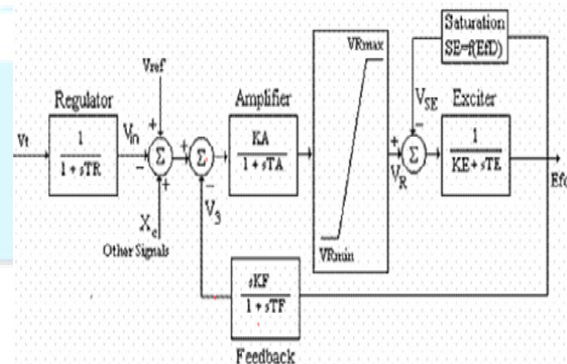 Saturation
SE=f(EfD)
VRmax
Vref
Regulator
Amplifier
VSE
Exciter
Vt
1
1 + sTR
Vin
+
-
Σ
+
+
Σ
-
KA
1 + sTA
+
VR
-
Σ
1
KE + sTE
Efd
Xe
Other Signals
V3
VRmin
sKF
1 + sTF
Feedback